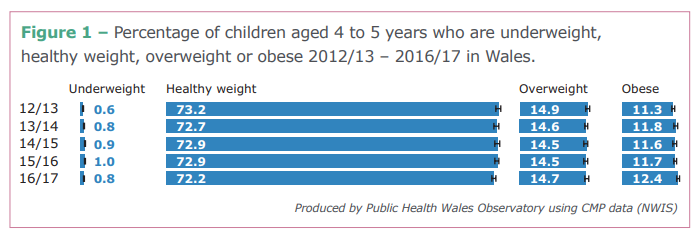 Figure 1 – Percentage of children aged 4 to 5 years who are underweight,
healthy weight, overweight or obese 2012/13 – 2016/17 in Wales.
Underweight Healthy weight Overweight Obese
12/13 0.6 73.2 14.9 11.3
13/14 0.8 72.7 14.6 11.8
14/15 0.9 72.9 14.5 11.6
15/16 1.0 72.9 14.5 11.7
16/17 0.8 72.2 14.7 12.4
Produced by Public Health Wales Observatory using CMP data (NWIS)